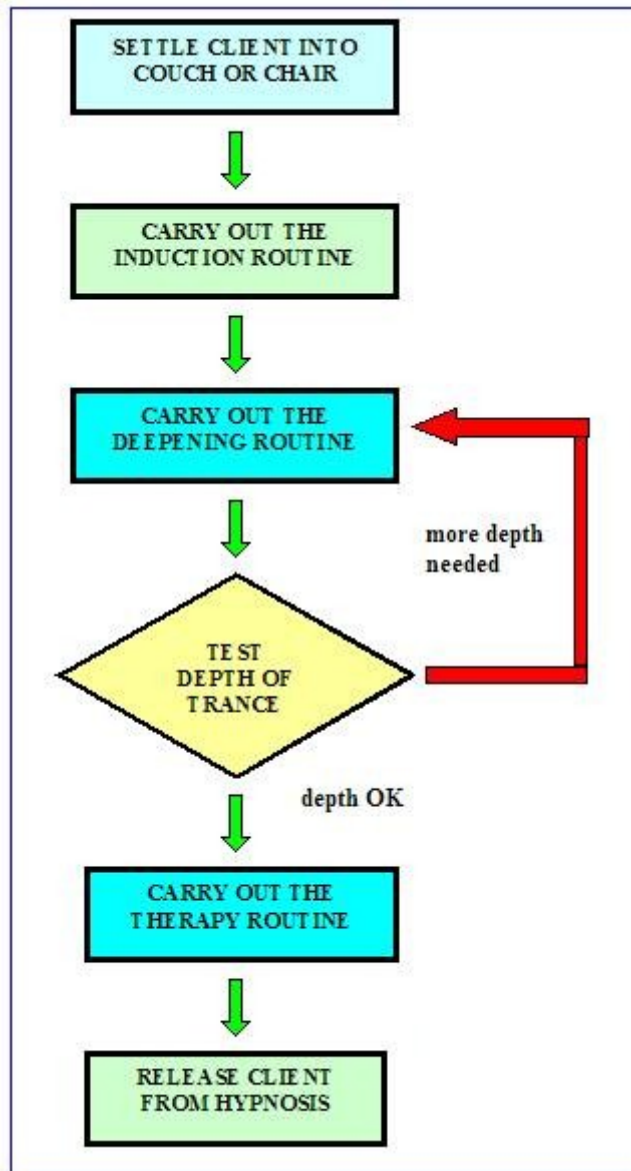 SETTLE CLIENT INTO
COUCH OR CHAIR
CARRY OUT THE
INDUCTION ROUTINE
CARRY OUT THE
DEEPENING ROUTINE
more depth
needed
TEST
DEPTH OF
TRANCE
depth OK
CARRY OUT THE
THERAPY ROUTINE
RELEASE CLIENT
FROM HYPNOSIS